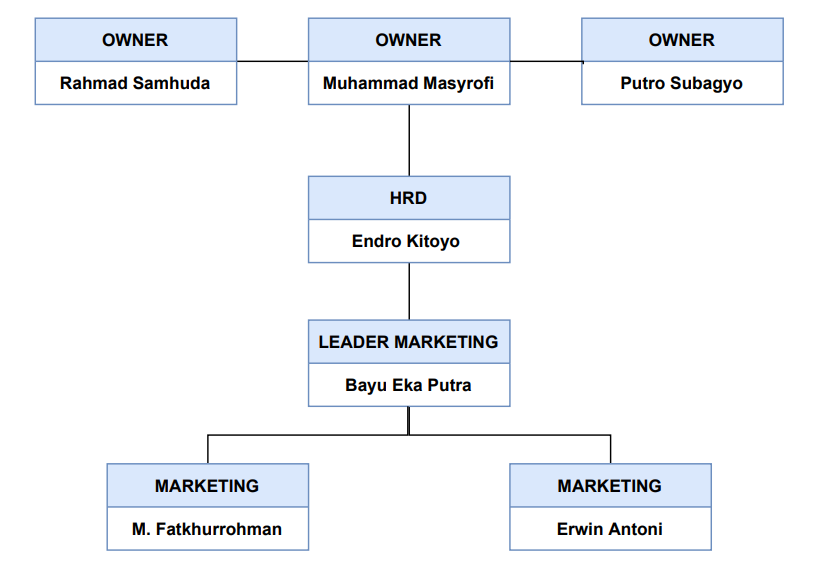 OWNER
Rahmad Samhuda
OWNER
Muhammad Masyrofi
OWNER
Putro Subagyo
HRD
Endro Kitoyo
LEADER MARKETING
Bayu Eka Putra
MARKETING
M. Fatkhurrohman
MARKETING
Erwin Antoni